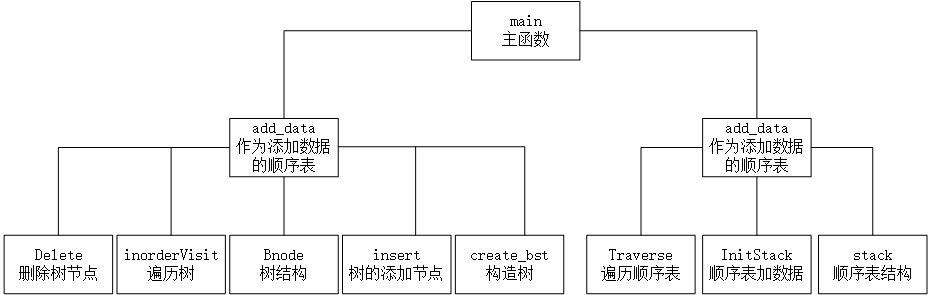 main
主函数
add_data
作为添加数据
的顺序表
add_data
作为添加数据
的顺序表
Delete
删除树节点
inorderVisit
遍历树
Bnode
树结构
insert
树的添加节点
create_bst
构造树
Traverse
遍历顺序表
InitStack
顺序表加数据
stack
顺序表结构